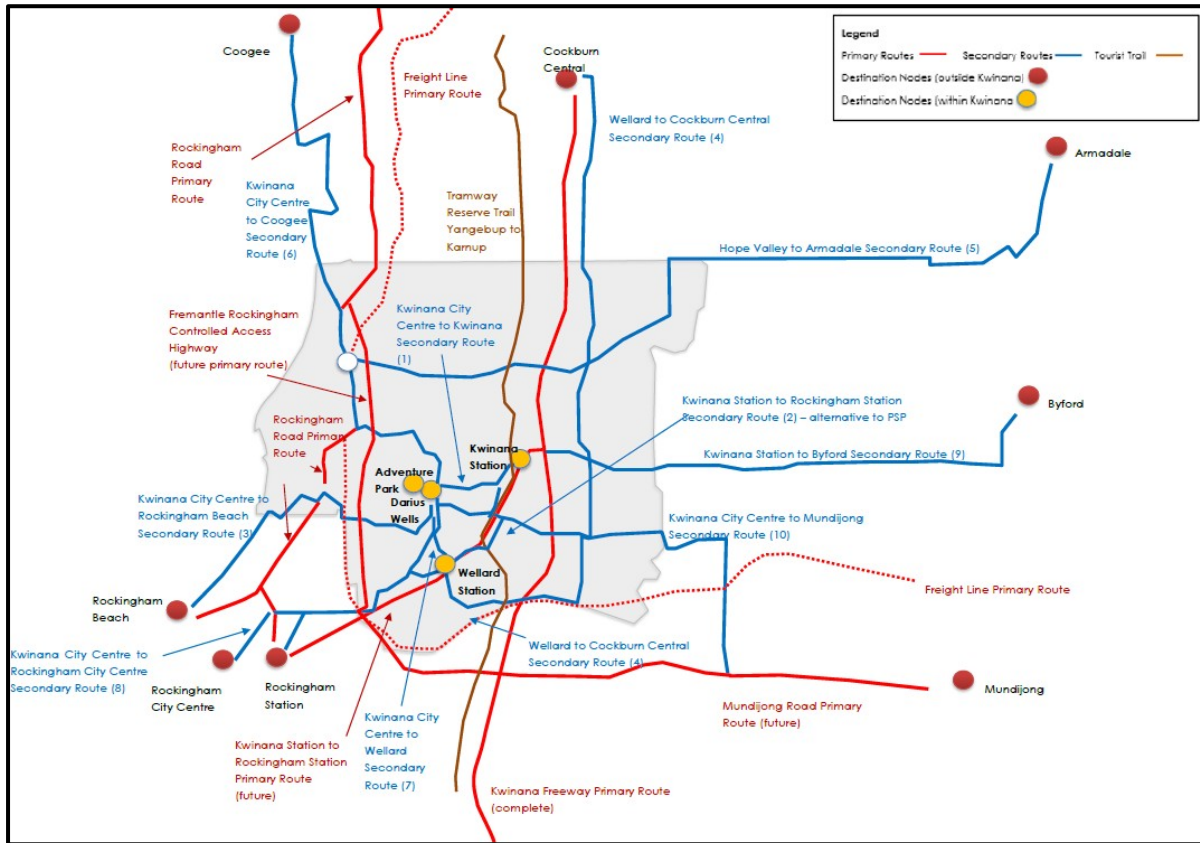 Coogee
Cockburn
Central
Legend
Primary Routes
Secondary Routes
Tourist Trail
Destination Nodes (outside Kwinana)
Destination Nodes (within Kwinana
Freight Line
Primary Route
Wellard to Cockburn Central
Secondary Route (4)
Armadale
Rockingham
Road
Primary
Route
Kwinana
City Centre
to Coogee
Secondary
Route (6)
Tramway
Reserve Trail
Yangebup to
Karnup
Hope Valley to Armadale Secondary Route (5)
Fremantle Rockingham
Controlled Access
Highway
(future primary route)
Kwinana City
Centre to Kwinana
Secondary Route
(1)
Kwinana Station to Rockingham Station
Secondary Route (2) – alternative to PSP
Byford
Rockingham
Road Primary
Route
Kwinana
Station
Kwinana Station to Byford Secondary Route (9)
Adventure
Park
Darius
Wells
Kwinana City Centre to
Rockingham Beach
Secondary Route (3)
Kwinana City Centre to Mundijong
Secondary Route (10)
Wellard
Station
Freight Line Primary Route
Rockingham
Beach
Kwinana City Centre to
Rockingham City Centre
Secondary Route (8)
Rockingham
City Centre
Rockingham
Station
Wellard to Cockburn Central
Secondary Route (4)
Mundijong
Mundijong Road Primary
Route (future)
Kwinana Station to
Rockingham Station
Primary Route
(future)
Kwinana City
Centre to
Wellard
Secondary
Route (7)
Kwinana Freeway Primary Route
(complete)